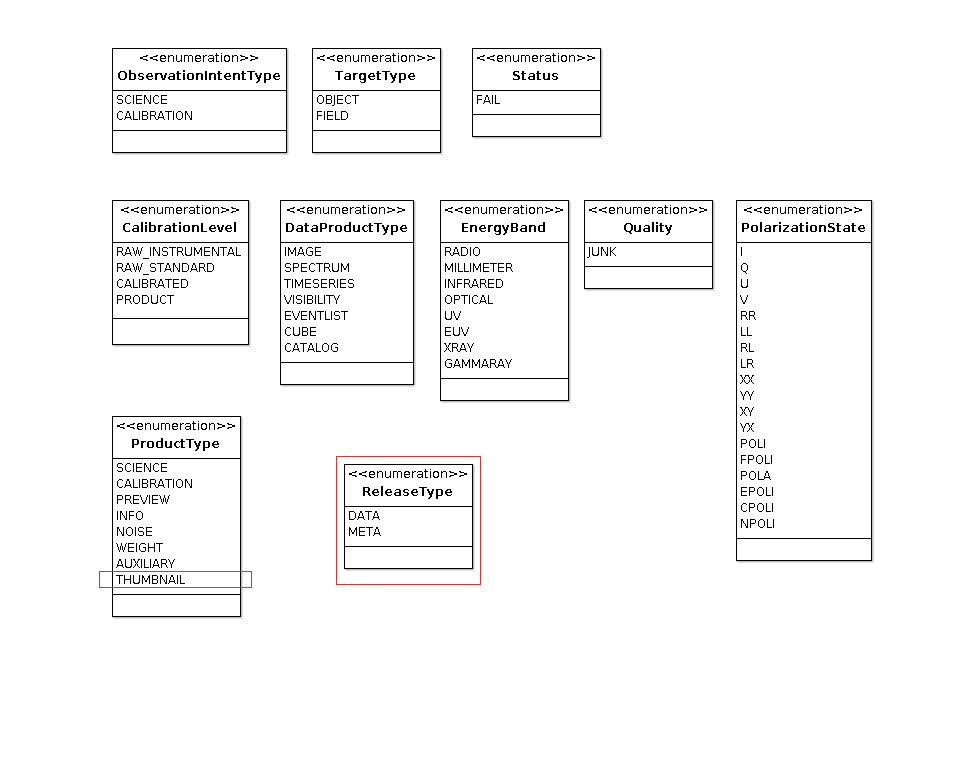 <<enumeration>>
ObservationIntentType
SCIENCE
CALIBRATION
<<enumeration>>
TargetType
OBJECT
FIELD
<<enumeration>>
Status
FAIL
<<enumeration>>
CalibrationLevel
RAW_INSTRUMENTAL
RAW_STANDARD
CALIBRATED
PRODUCT
<<enumeration>>
DataProductType
IMAGE
SPECTRUM
TIMESERIES
VISIBILITY
EVENTLIST
CUBE
CATALOG
<<enumeration>>
EnergyBand
RADIO
MILLIMETER
INFRARED
OPTICAL
UV
EUV
XRAY
GAMMARAY
<<enumeration>>
Quality
JUNK
<<enumeration>>
PolarizationState
I
Q
U
V
RR
LL
RL
LR
XX
YY
XY
YX
POLI
FPOLI
POLA
EPOLI
CPOLI
NPOLI
<<enumeration>>
ProductType
SCIENCE
CALIBRATION
PREVIEW
INFO
NOISE
WEIGHT
AUXILIARY
THUMBNAIL
<<enumeration>>
ReleaseType
DATA
META